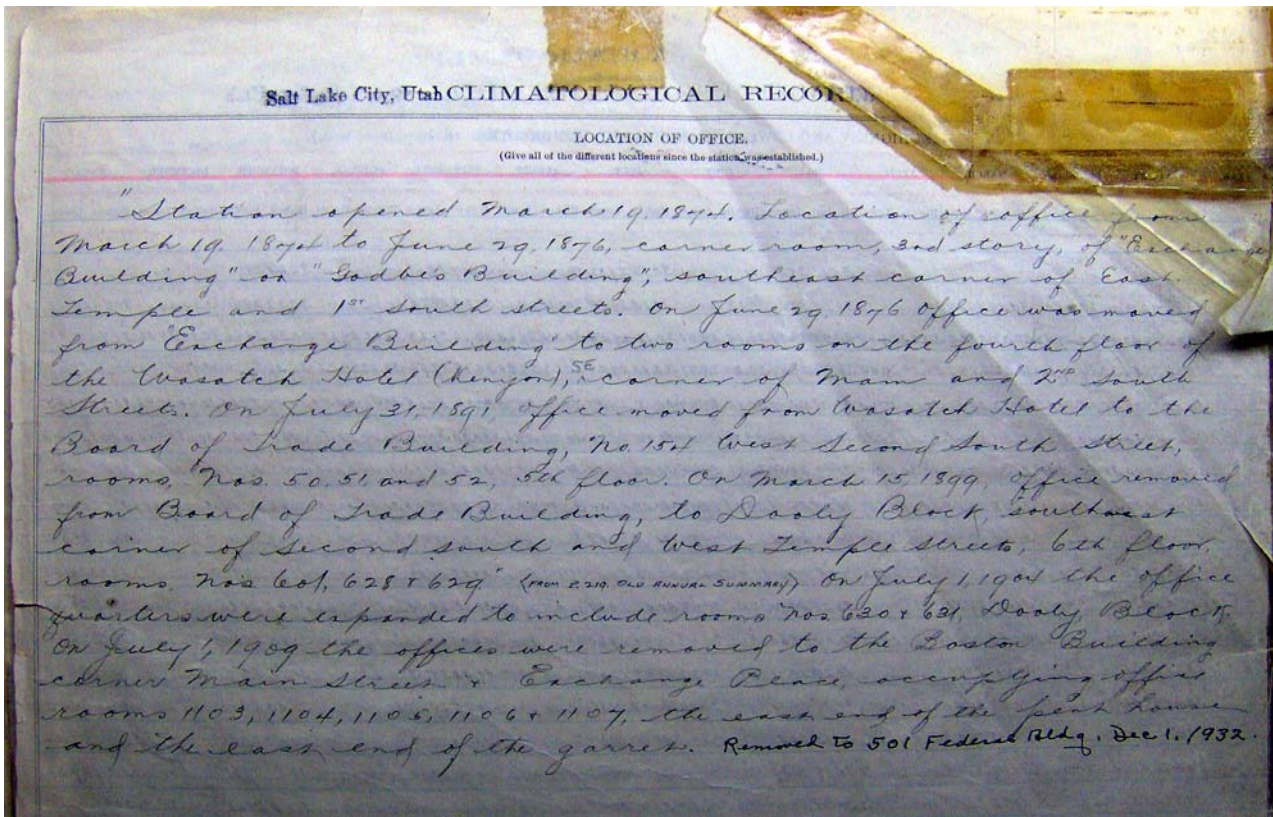 Salt Lake City, Utah CLIMATOLOGICAL RECOR
LOCATION OF OFFICE.
(Give all of the different locations since the station was established.)
"Station opened March 19, 1874. Location of office from
March 19, 1874 to June 29, 1876, corner room, 3rd story, of "Exchange
Building" or "Godbe's Building", southeast corner of East
Temple and 1st South streets. On June 29, 1876 office was moved
from "Exchange Building" to two rooms on the fourth floor of
the Wasatch Hotel (Kenyon), SE corner of Main and 2nd South
Streets. On July 31, 1891, office moved from Wasatch Hotel to the
Board of Trade Building, No. 154 West Second South Street,
rooms, Nos. 50, 51 and 52, 5th floor. On March 15, 1899, office removed
from Board of Trade Building, to Dooly Block,
corner of Second South and West Temple Streets, 6th floor,
rooms, Nos 601, 628 & 629" (FROM P. 219, OLD ANNUAL SUMMARY) On July 1, 1904 the office
quarters were expanded to include rooms Nos 630 & 631, Dooly Block.
On July 1, 1909 the offices were removed to the Boston Building
corner Main Street & Exchange Place, occupying office
rooms 1103, 1104, 1105, 1106 & 1107, the east end of the pent house
and the east end of the garret. Removed to 501 Federal Bldg. Dec 1, 1932.